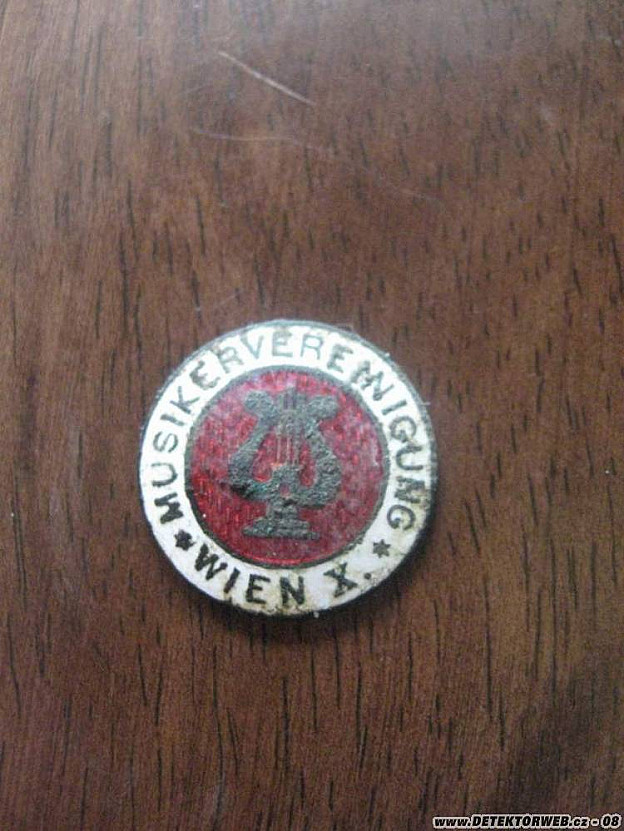 MUSIKERVEREINIGUNG
* WIEN X. *
www.DETEKTORWEB.cz - 08